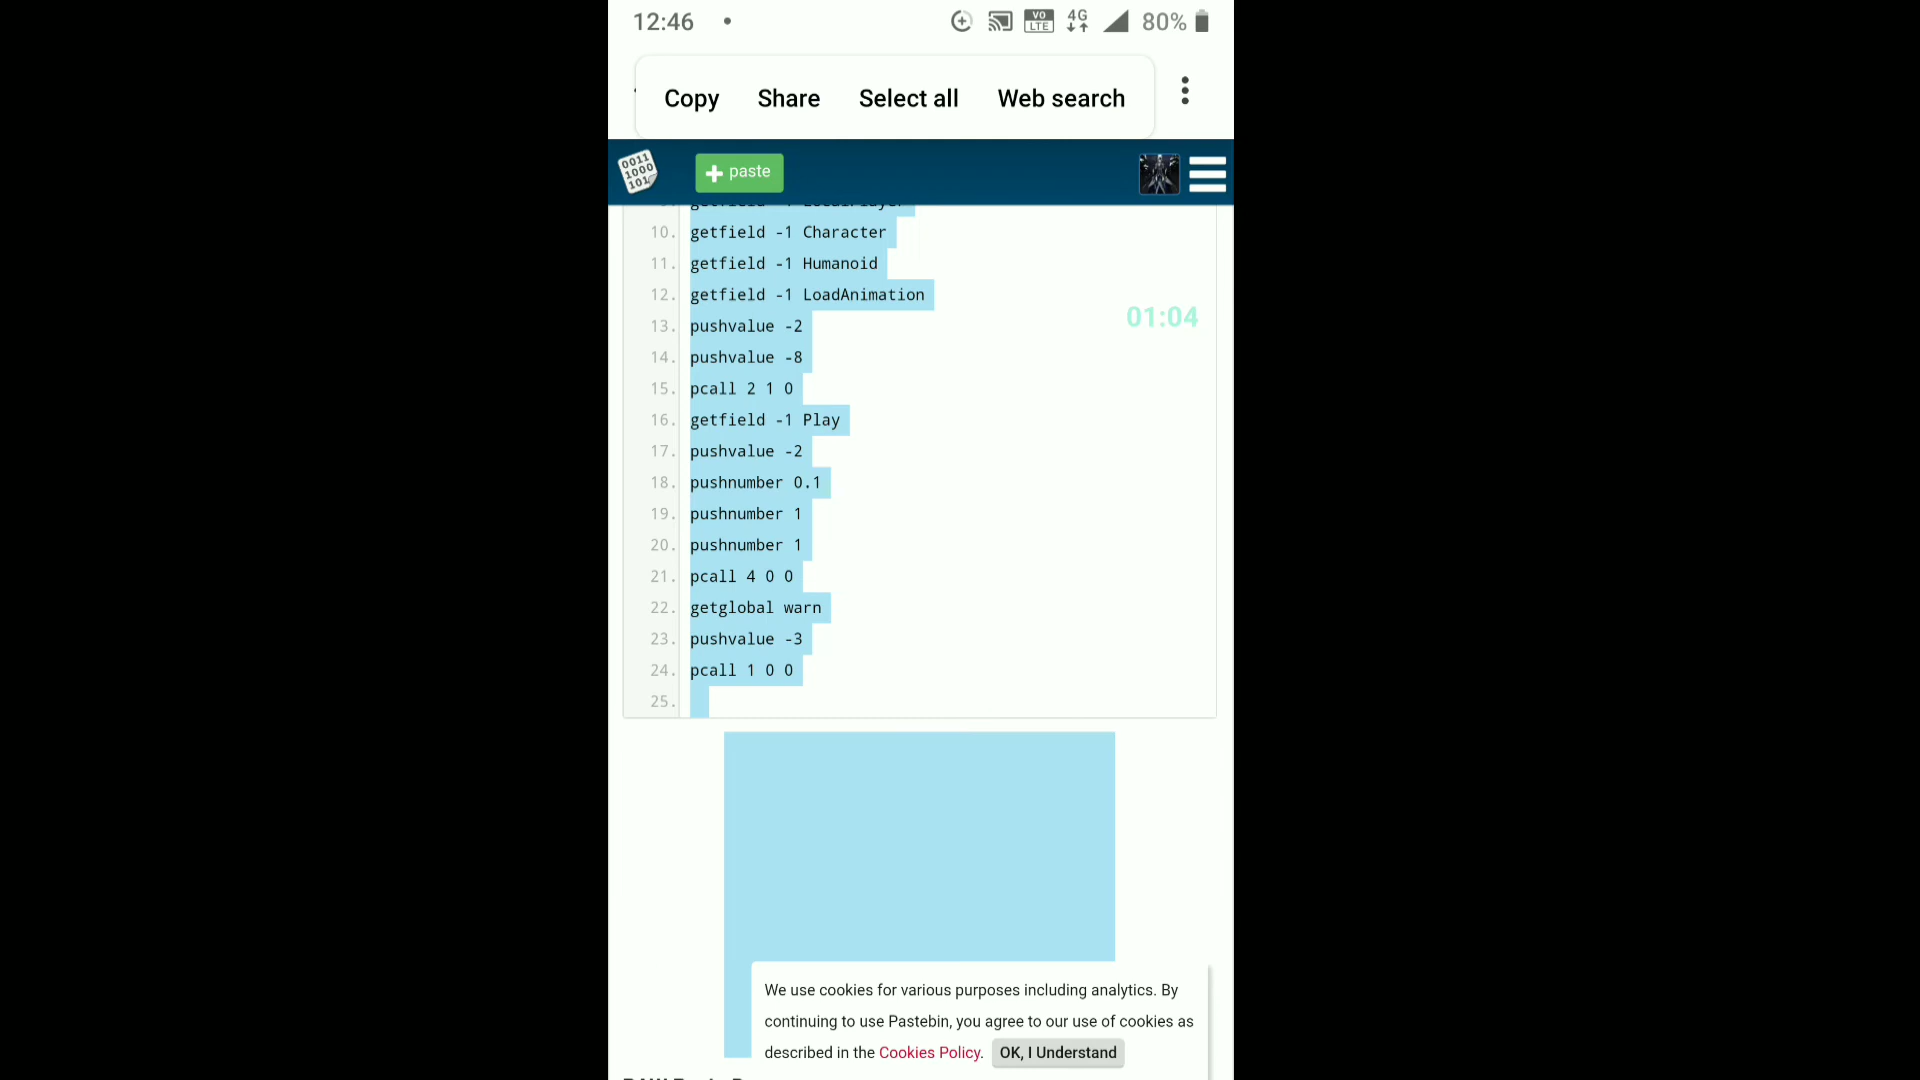 12:46
VO LTE 4G 80%
Copy Share Select all Web search
0011 1000 101 + paste
10. getfield -1 Character
11. getfield -1 Humanoid
12. getfield -1 LoadAnimation
01:04
13. pushvalue -2
14. pushvalue -8
15. pcall 2 1 0
16. getfield -1 Play
17. pushvalue -2
18. pushnumber 0.1
19. pushnumber 1
20. pushnumber 1
21. pcall 4 0 0
22. getglobal warn
23. pushvalue -3
24. pcall 1 0 0
25.
We use cookies for various purposes including analytics. By
continuing to use Pastebin, you agree to our use of cookies as
described in the Cookies Policy. OK, I Understand